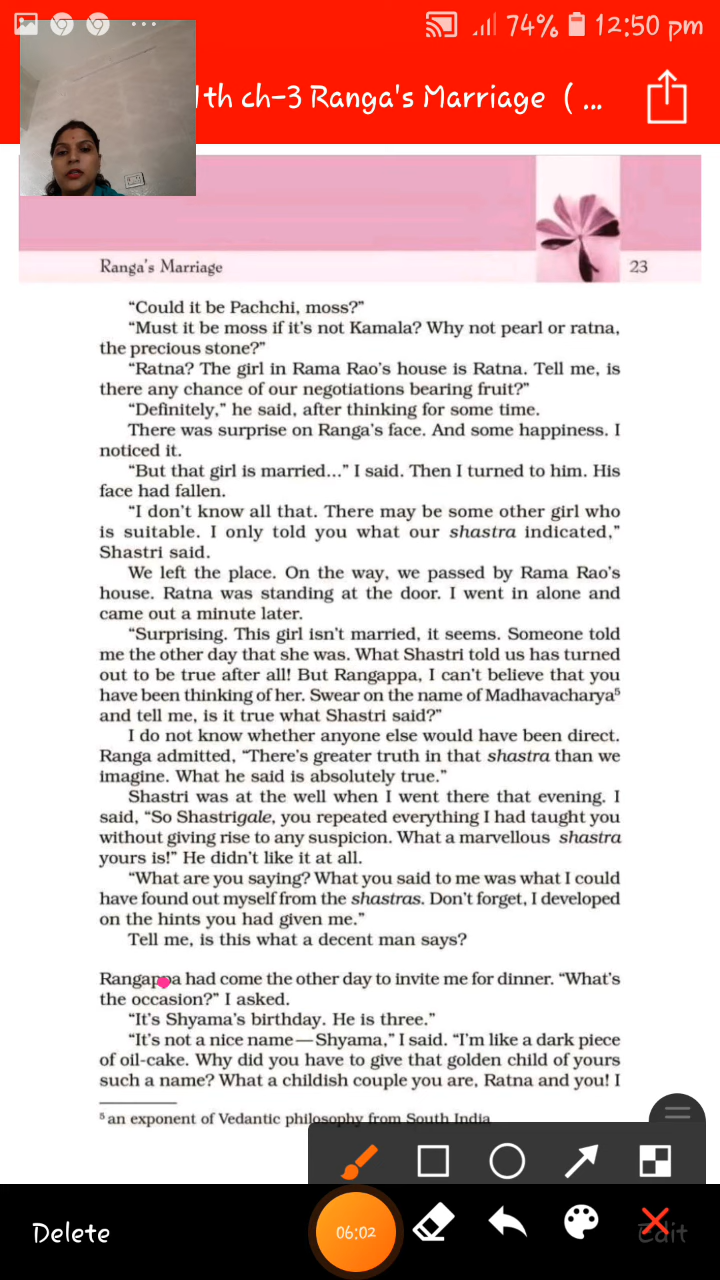 74% 12:50 pm
1th ch-3 Ranga's Marriage ( ...
Ranga's Marriage 23
“Could it be Pachchi, moss?”
“Must it be moss if it’s not Kamala? Why not pearl or ratna,
the precious stone?”
“Ratna? The girl in Rama Rao’s house is Ratna. Tell me, is
there any chance of our negotiations bearing fruit?”
“Definitely,” he said, after thinking for some time.
There was surprise on Ranga’s face. And some happiness. I
noticed it.
“But that girl is married...” I said. Then I turned to him. His
face had fallen.
“I don’t know all that. There may be some other girl who
is suitable. I only told you what our shastra indicated,”
Shastri said.
We left the place. On the way, we passed by Rama Rao’s
house. Ratna was standing at the door. I went in alone and
came out a minute later.
“Surprising. This girl isn’t married, it seems. Someone told
me the other day that she was. What Shastri told us has turned
out to be true after all! But Rangappa, I can’t believe that you
have been thinking of her. Swear on the name of Madhavacharya⁵
and tell me, is it true what Shastri said?”
I do not know whether anyone else would have been direct.
Ranga admitted, “There’s greater truth in that shastra than we
imagine. What he said is absolutely true.”
Shastri was at the well when I went there that evening. I
said, “So Shastrigale, you repeated everything I had taught you
without giving rise to any suspicion. What a marvellous shastra
yours is!” He didn’t like it at all.
“What are you saying? What you said to me was what I could
have found out myself from the shastras. Don’t forget, I developed
on the hints you had given me.”
Tell me, is this what a decent man says?
Rangappa had come the other day to invite me for dinner. “What’s
the occasion?” I asked.
“It’s Shyama’s birthday. He is three.”
“It’s not a nice name—Shyama,” I said. “I’m like a dark piece
of oil-cake. Why did you have to give that golden child of yours
such a name? What a childish couple you are, Ratna and you! I
⁵ an exponent of Vedantic philosophy from South India
Delete 06:02 Edit